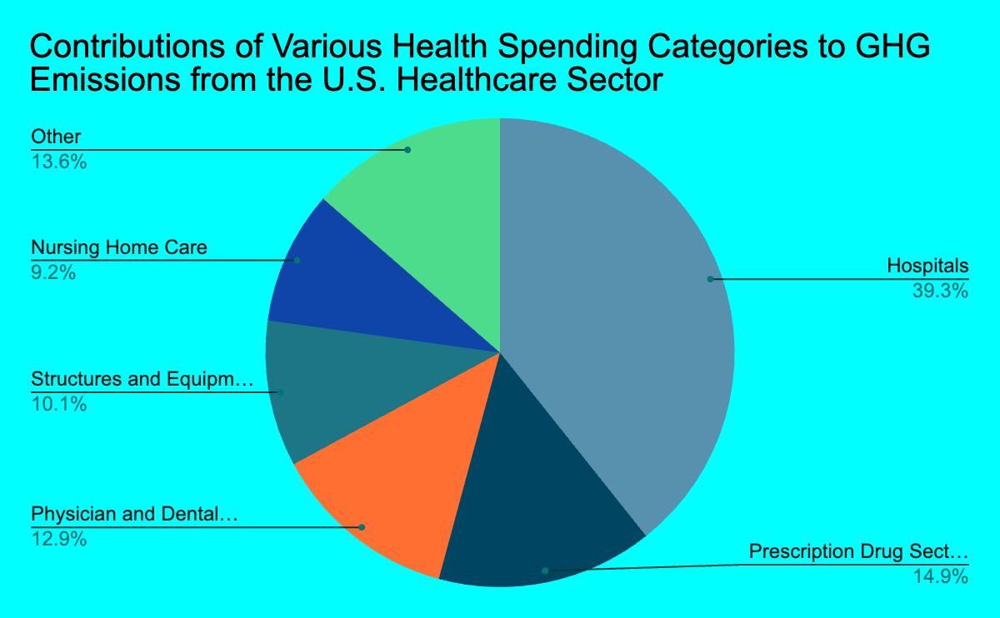 Contributions of Various Health Spending Categories to GHG
Emissions from the U.S. Healthcare Sector
Other
13.6%
Nursing Home Care
9.2%
Hospitals
39.3%
Structures and Equipm…
10.1%
Physician and Dental…
12.9%
Prescription Drug Sect…
14.9%